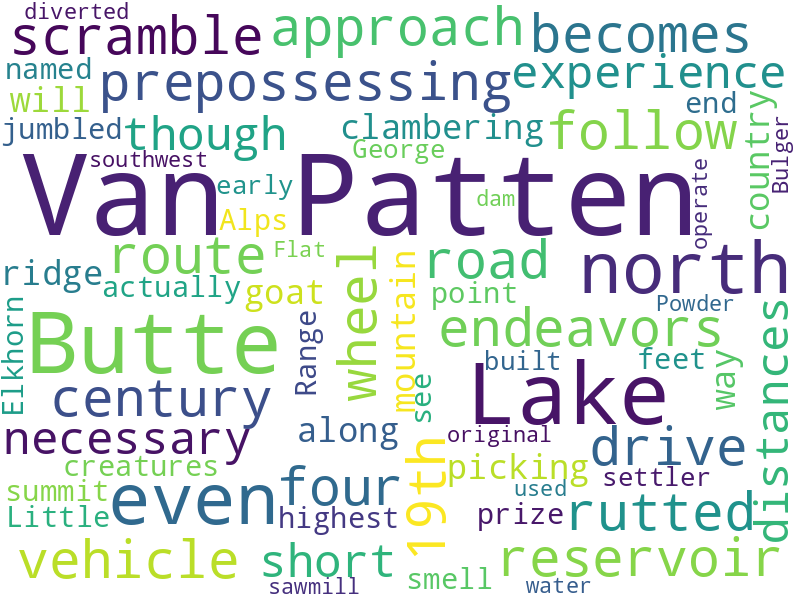 diverted
scramble
approach
becomes
named
prepossessing
experience
will
end
jumbled
though
clambering
follow
country
Bulger
George
southwest
Van Patten
early
dam
operate
Alps
route
Flat
road
north
ridge
actually
goat
wheel
mountain
point
Powder
Elkhorn
Butte
Range
endeavors
distances
built
feet
way
century
see
Lake
necessary
along
original
drive
creatures
19th
picking
settler
summit
even
four
used
Little
highest
prize
rutted
vehicle
short
reservoir
sawmill
smell
water